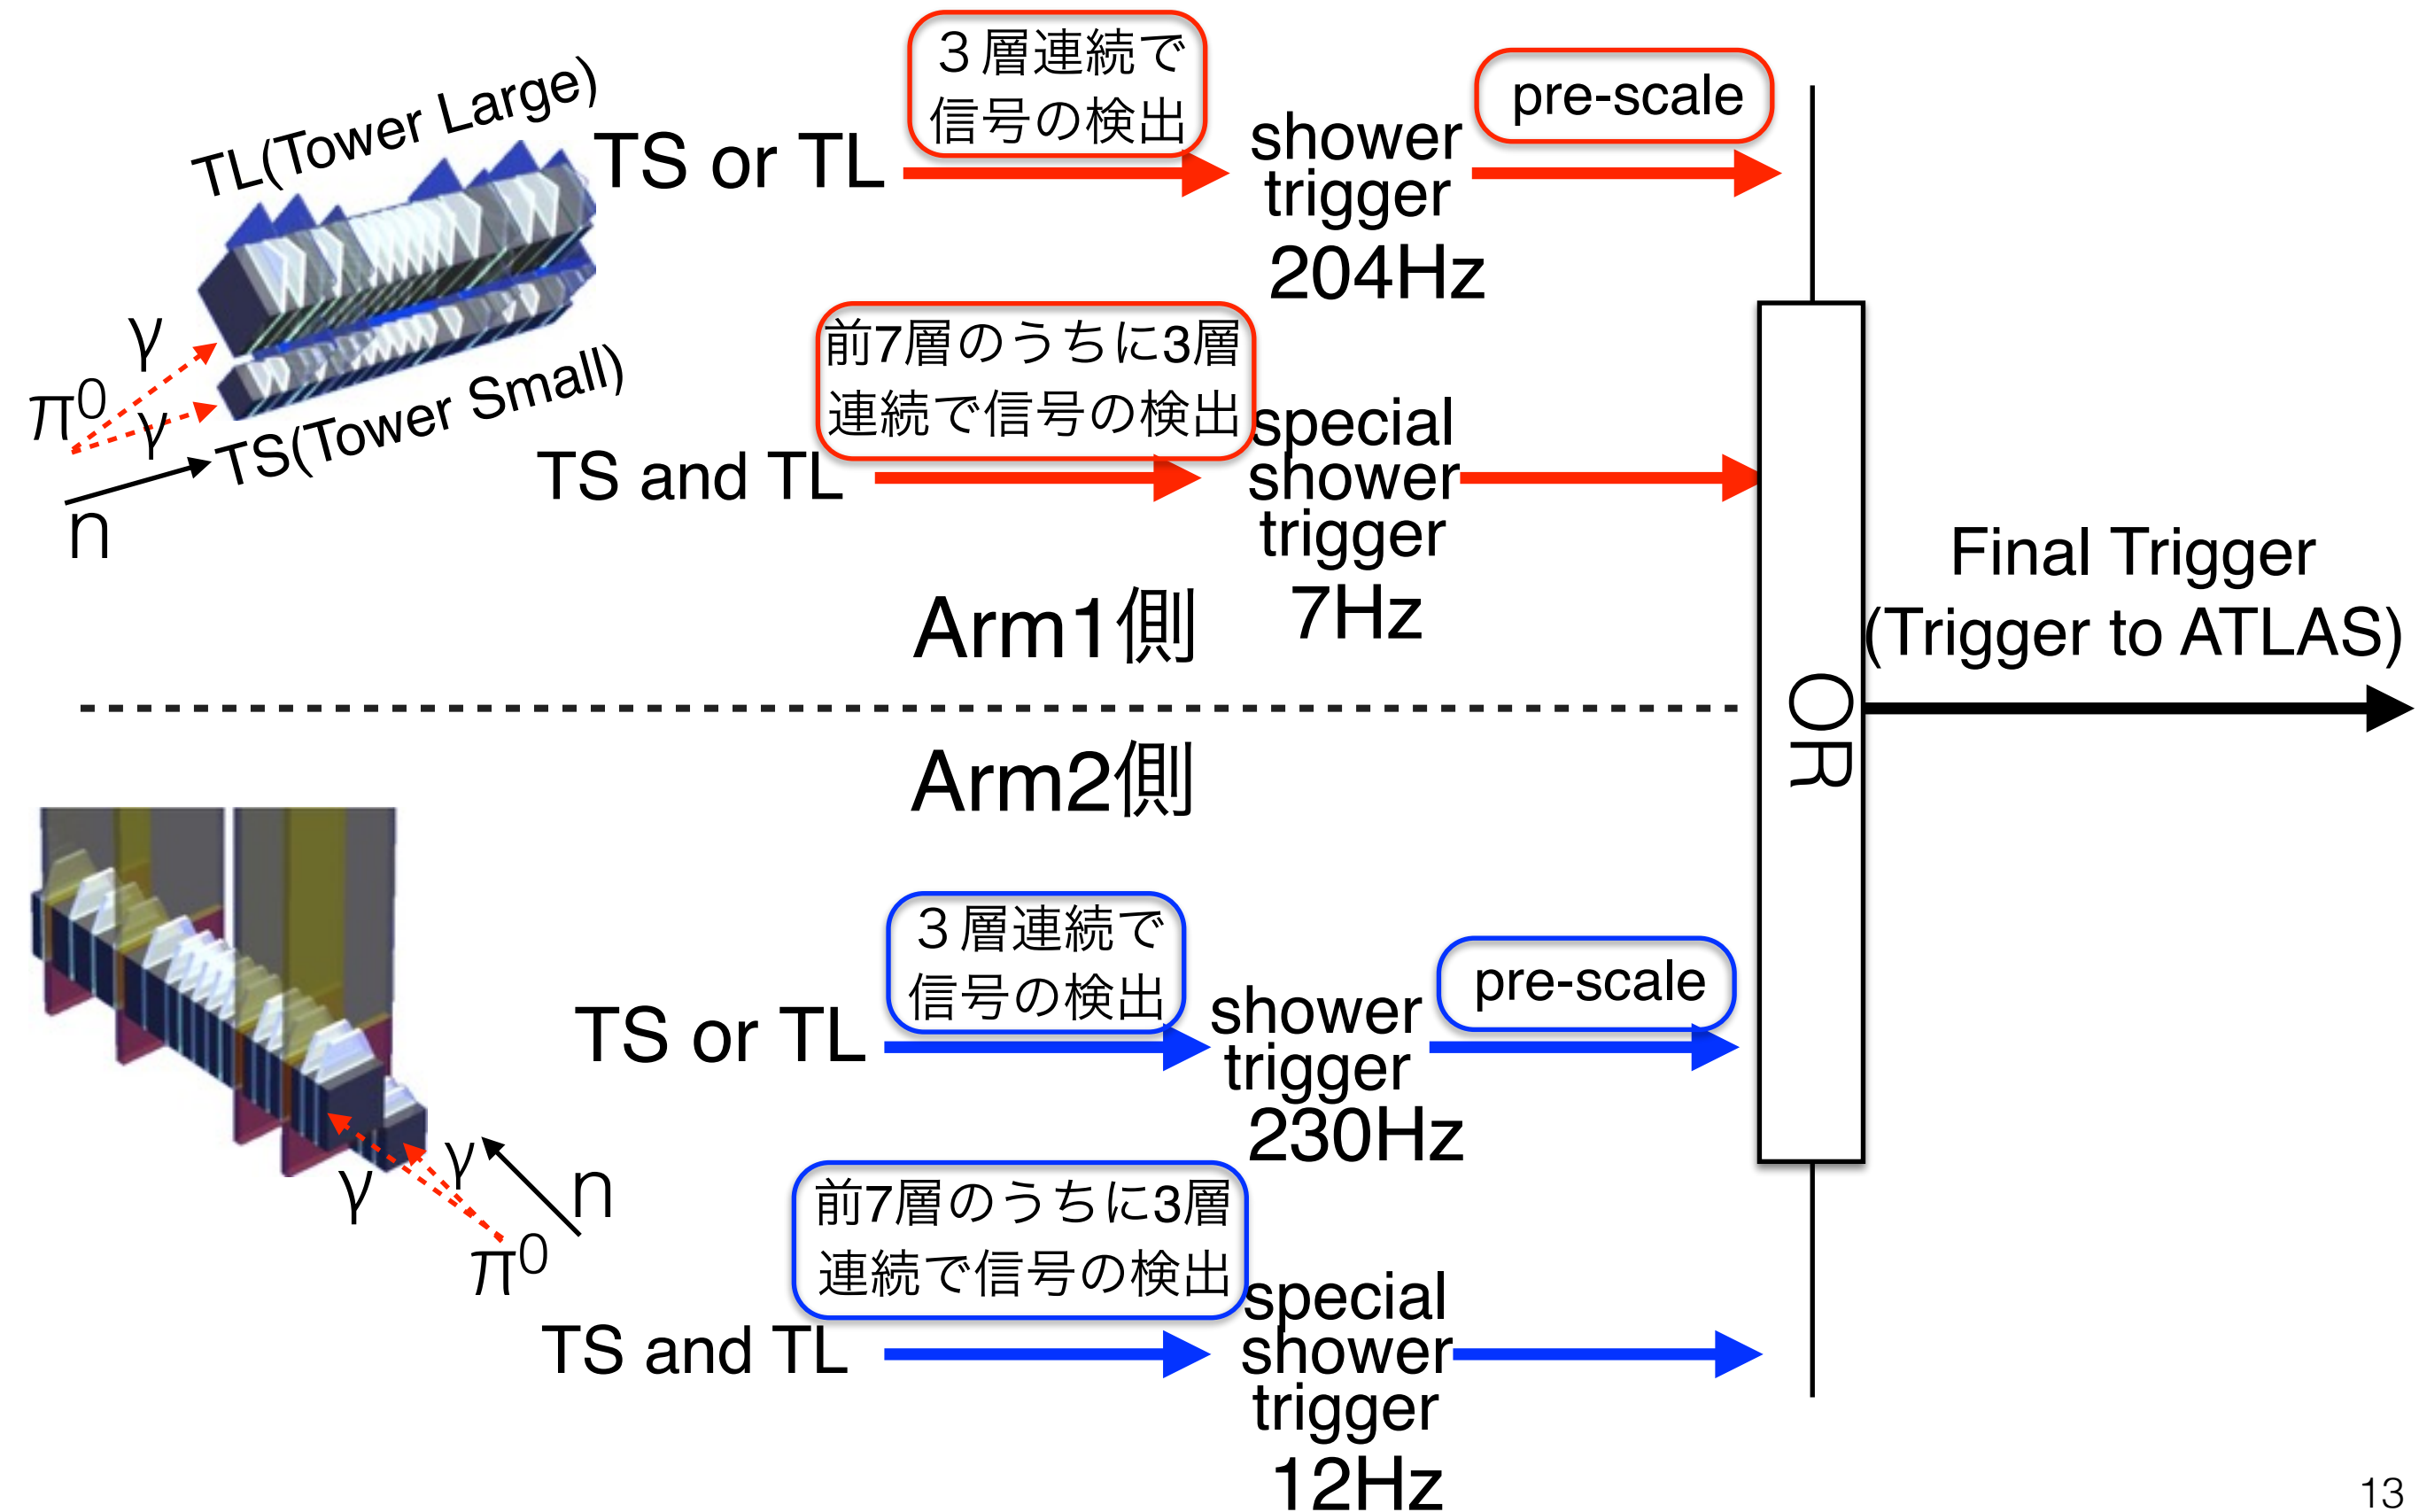 TL(Tower Large)
γ
π0
γ
TS(Tower Small)
n
TS or TL
３層連続で
信号の検出
shower
trigger
204Hz
pre-scale
TS and TL
前7層のうちに3層
連続で信号の検出
special
shower
trigger
7Hz
Arm1側
OR
Final Trigger
(Trigger to ATLAS)
Arm2側
γ
γ
n
π0
TS or TL
３層連続で
信号の検出
shower
trigger
230Hz
pre-scale
TS and TL
前7層のうちに3層
連続で信号の検出
special
shower
trigger
12Hz
13